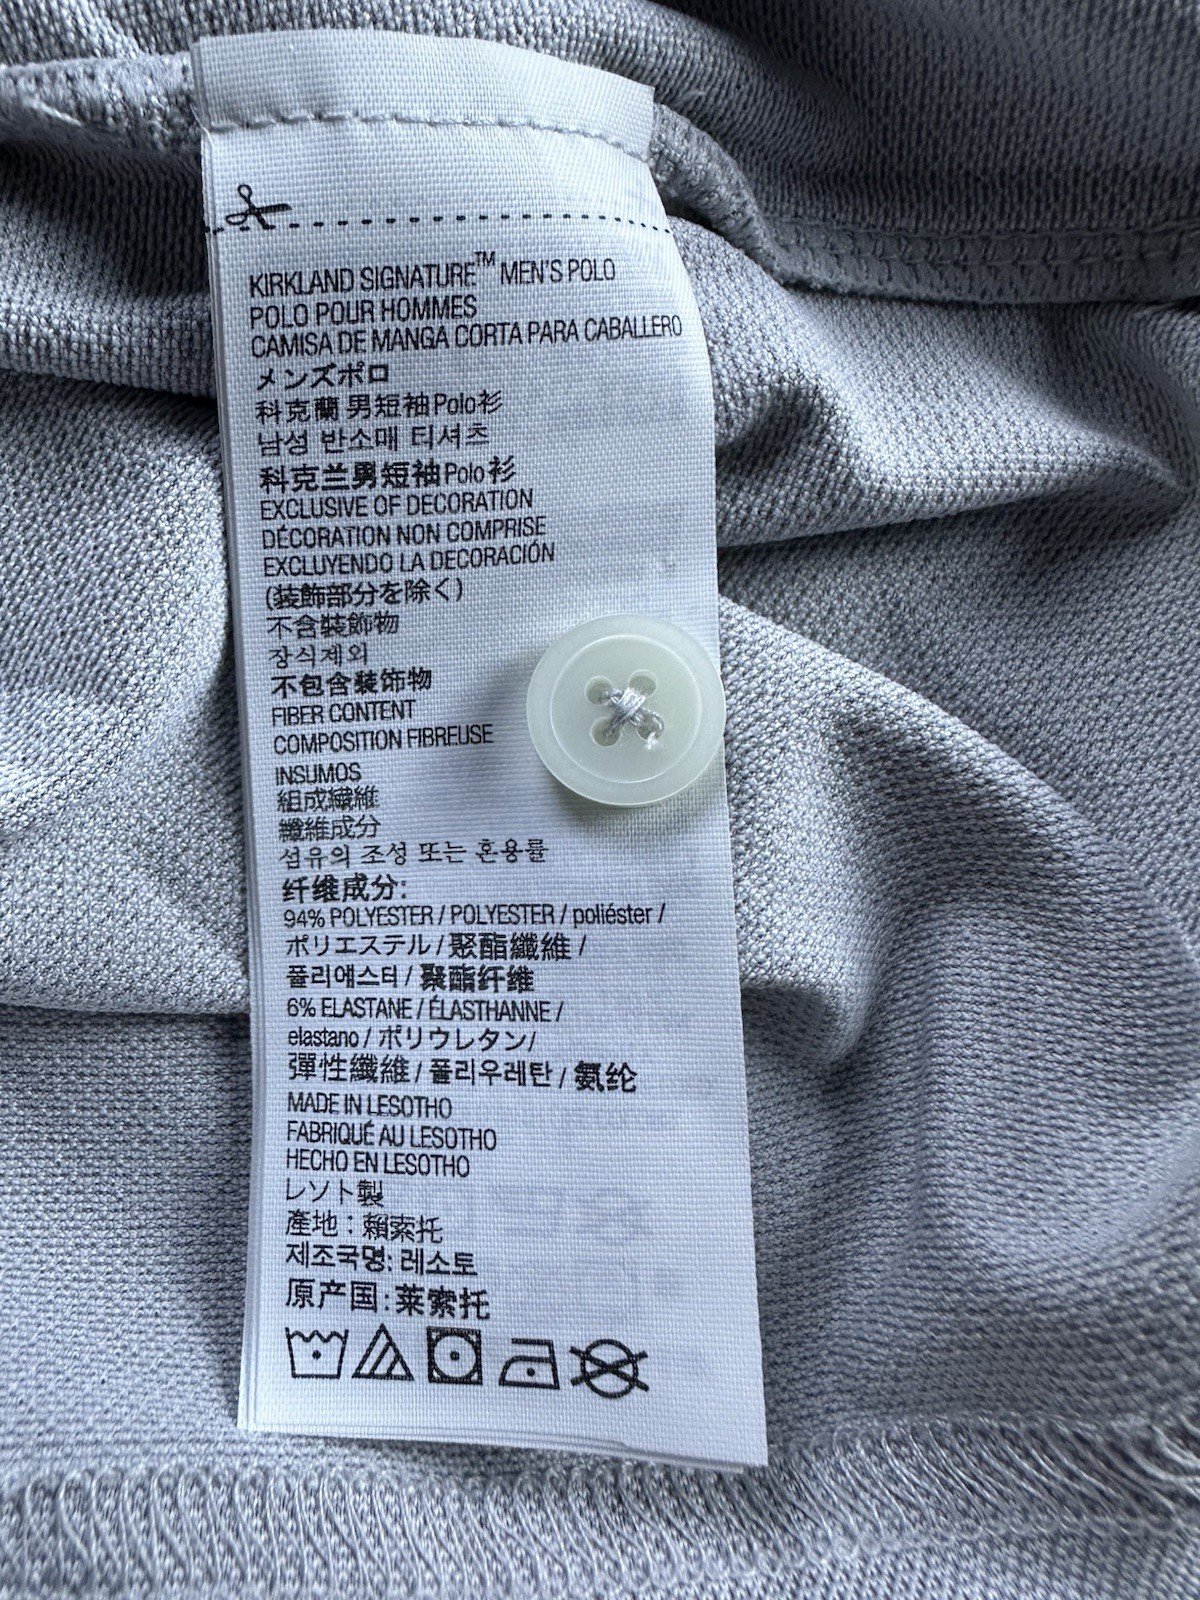 KIRKLAND SIGNATURE™ MEN'S POLO
POLO POUR HOMMES
CAMISA DE MANGA CORTA PARA CABALLERO
メンズポロ
科克蘭 男短袖Polo衫
남성 반소매 티셔츠
科克兰男短袖Polo衫
EXCLUSIVE OF DECORATION
DÉCORATION NON COMPRISE
EXCLUYENDO LA DECORACIÓN
(装飾部分を除く)
不含裝飾物
장식제외
不包含装饰物
FIBER CONTENT
COMPOSITION FIBREUSE
INSUMOS
組成繊維
纖維成分
섬유의 조성 또는 혼용률
纤维成分:
94% POLYESTER / POLYESTER / poliéster /
ポリエステル / 聚酯纖維 /
폴리에스터 / 聚酯纤维
6% ELASTANE / ÉLASTHANNE /
elastano / ポリウレタン/
彈性纖維 / 폴리우레탄 / 氨纶
MADE IN LESOTHO
FABRIQUÉ AU LESOTHO
HECHO EN LESOTHO
レソト製
產地：賴索托
제조국명: 레소토
原产国: 莱索托